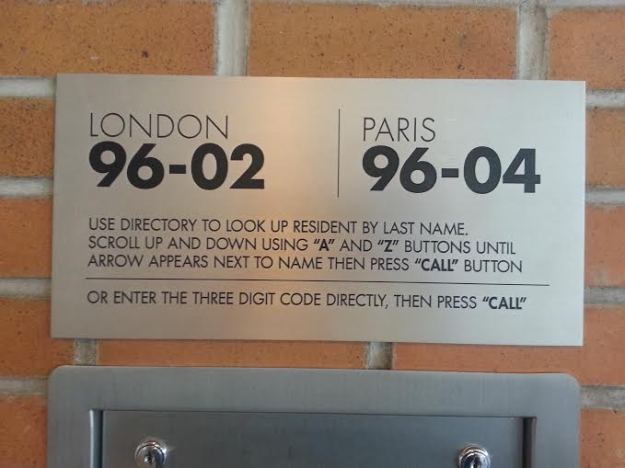 LONDON
96-02
PARIS
96-04
USE DIRECTORY TO LOOK UP RESIDENT BY LAST NAME.
SCROLL UP AND DOWN USING “A” AND “Z” BUTTONS UNTIL
ARROW APPEARS NEXT TO NAME THEN PRESS “CALL” BUTTON
OR ENTER THE THREE DIGIT CODE DIRECTLY, THEN PRESS “CALL”